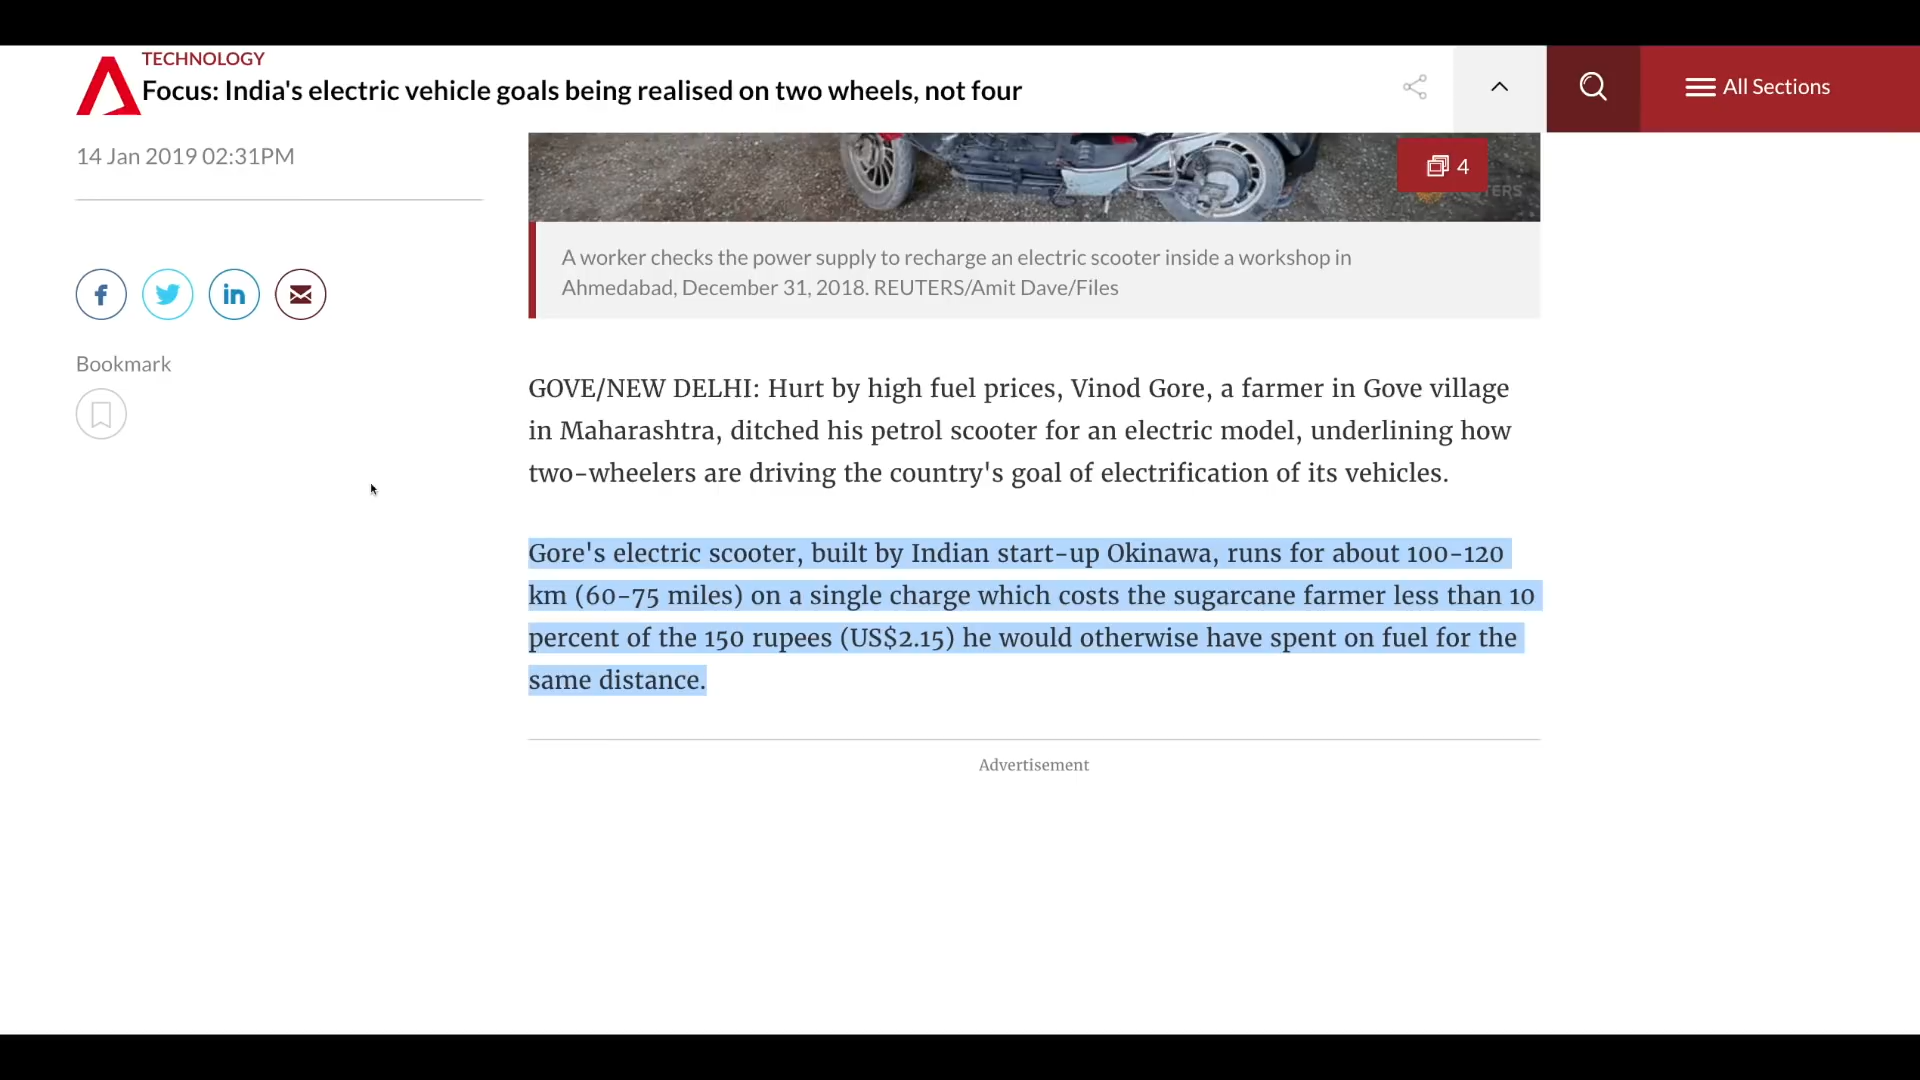 TECHNOLOGY
Focus: India's electric vehicle goals being realised on two wheels, not four
All Sections
14 Jan 2019 02:31PM
4
Bookmark
A worker checks the power supply to recharge an electric scooter inside a workshop in
Ahmedabad, December 31, 2018. REUTERS/Amit Dave/Files
GOVE/NEW DELHI: Hurt by high fuel prices, Vinod Gore, a farmer in Gove village
in Maharashtra, ditched his petrol scooter for an electric model, underlining how
two-wheelers are driving the country's goal of electrification of its vehicles.
Gore's electric scooter, built by Indian start-up Okinawa, runs for about 100-120
km (60-75 miles) on a single charge which costs the sugarcane farmer less than 10
percent of the 150 rupees (US$2.15) he would otherwise have spent on fuel for the
same distance.
Advertisement